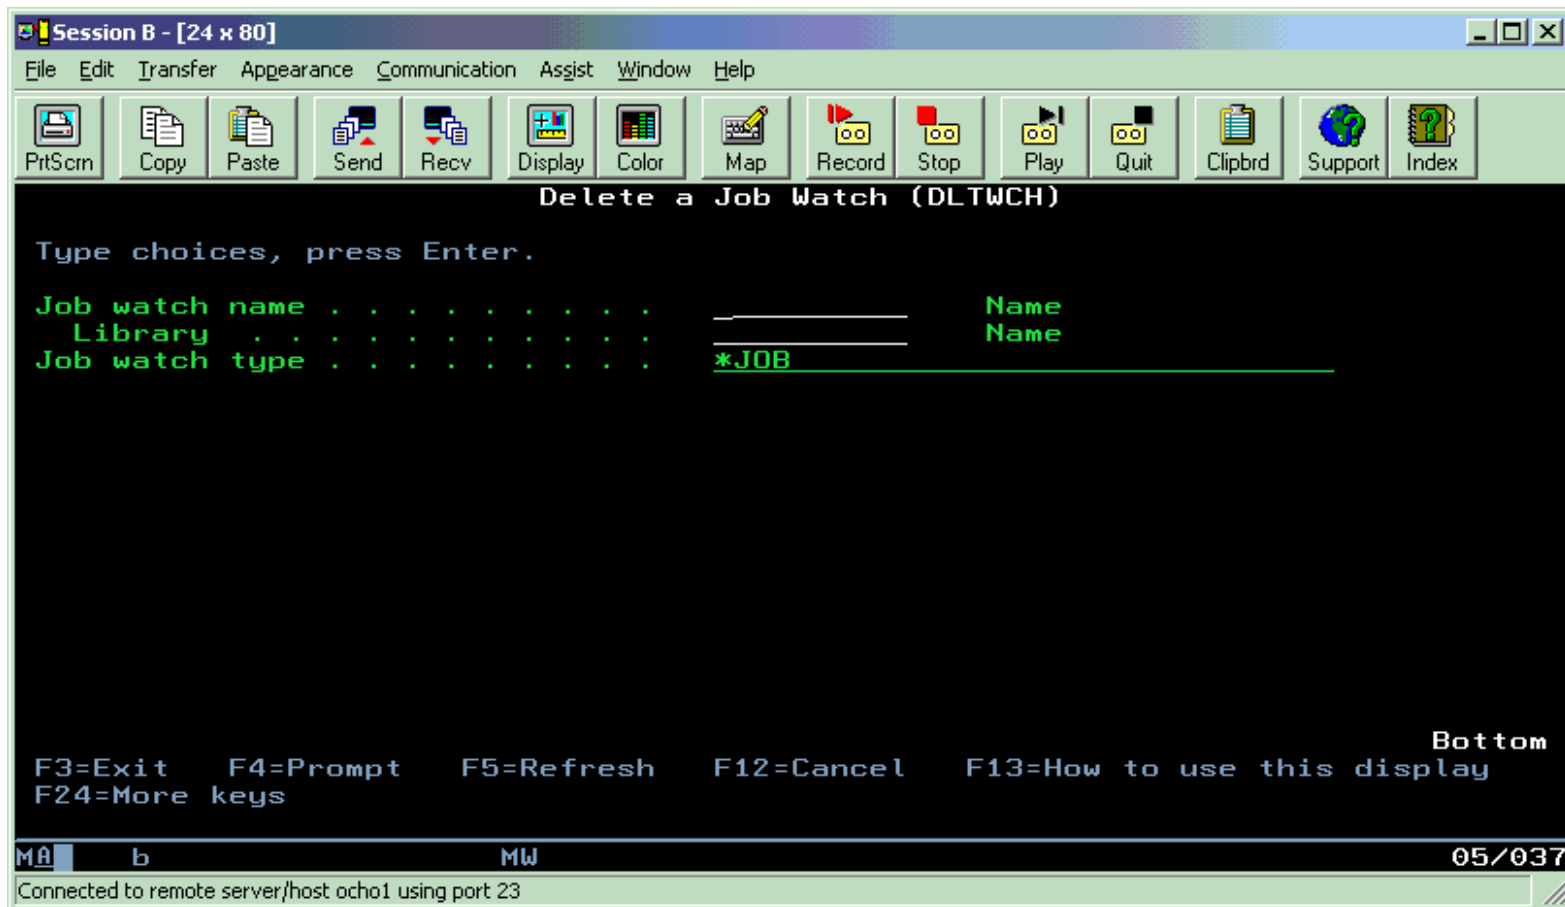 Session B - [24 x 80]
File Edit Transfer Appearance Communication Assist Window Help
PrtScrn Copy Paste Send Recv Display Color Map Record Stop Play Quit Clipbrd Support Index
Delete a Job Watch (DLTWCH)
Type choices, press Enter.
Job watch name . . . . . . . . . Name
Library . . . . . . . . . . . Name
Job watch type . . . . . . . . . *JOB
Bottom
F3=Exit F4=Prompt F5=Refresh F12=Cancel F13=How to use this display
F24=More keys
MA b MW 05/037
Connected to remote server/host ocho1 using port 23